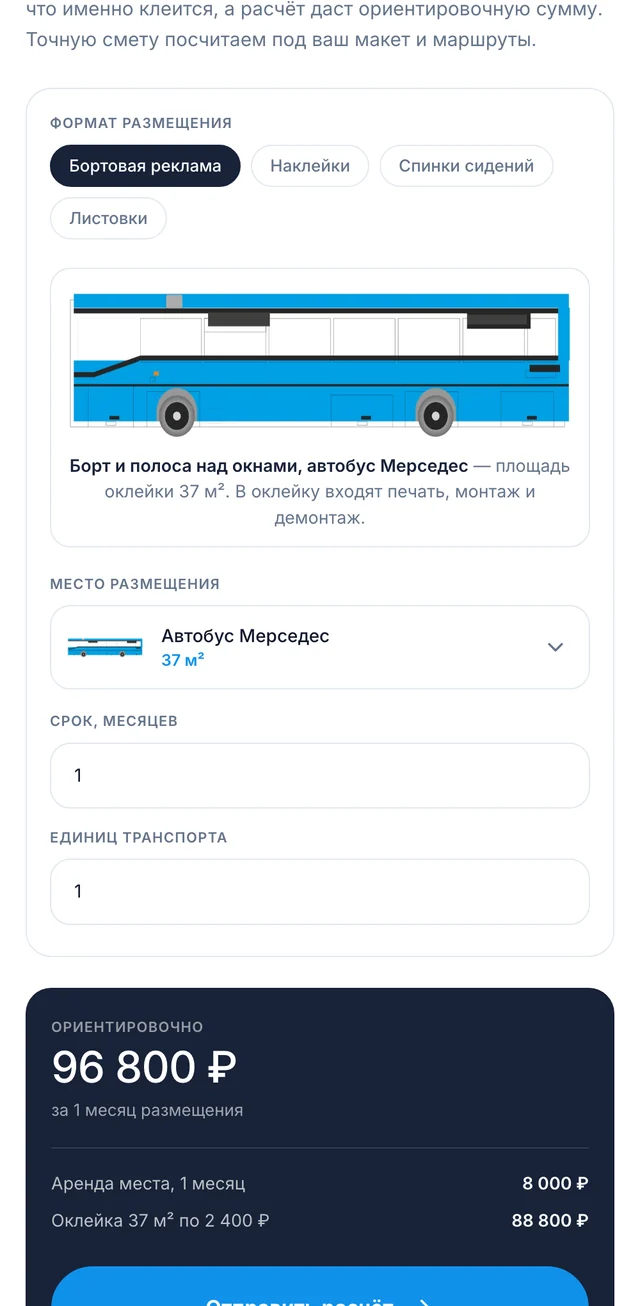 что именно клеится, а расчёт даст ориентировочную сумму.
Точную смету посчитаем под ваш макет и маршруты.
ФОРМАТ РАЗМЕЩЕНИЯ
Бортовая реклама
Наклейки
Спинки сидений
Листовки
Борт и полоса над окнами, автобус Мерседес — площадь
оклейки 37 м². В оклейку входят печать, монтаж и
демонтаж.
МЕСТО РАЗМЕЩЕНИЯ
Автобус Мерседес
37 м²
СРОК, МЕСЯЦЕВ
1
ЕДИНИЦ ТРАНСПОРТА
1
ОРИЕНТИРОВОЧНО
96 800 ₽
за 1 месяц размещения
Аренда места, 1 месяц 8 000 ₽
Оклейка 37 м² по 2 400 ₽ 88 800 ₽
Отправить расчёт →